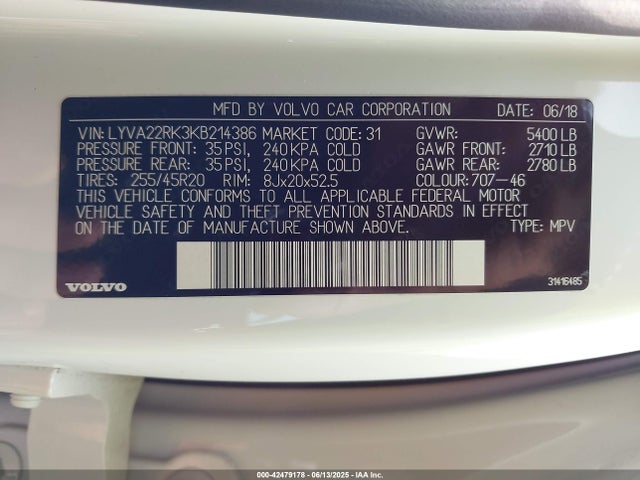 MFD BY VOLVO CAR CORPORATION DATE: 06/18
VIN: LYVA22RK3KB214386 MARKET CODE: 31 GVWR: 5400 LB
PRESSURE FRONT: 35 PSI, 240 KPA COLD GAWR FRONT: 2710 LB
PRESSURE REAR: 35 PSI, 240 KPA COLD GAWR REAR: 2780 LB
TIRES: 255/45R20 RIM: 8Jx20x52.5 COLOUR: 707-46
THIS VEHICLE CONFORMS TO ALL APPLICABLE FEDERAL MOTOR
VEHICLE SAFETY AND THEFT PREVENTION STANDARDS IN EFFECT
ON THE DATE OF MANUFACTURE SHOWN ABOVE. TYPE: MPV
VOLVO 31416485
000-42479178 - 06/13/2025 - IAAI Inc.